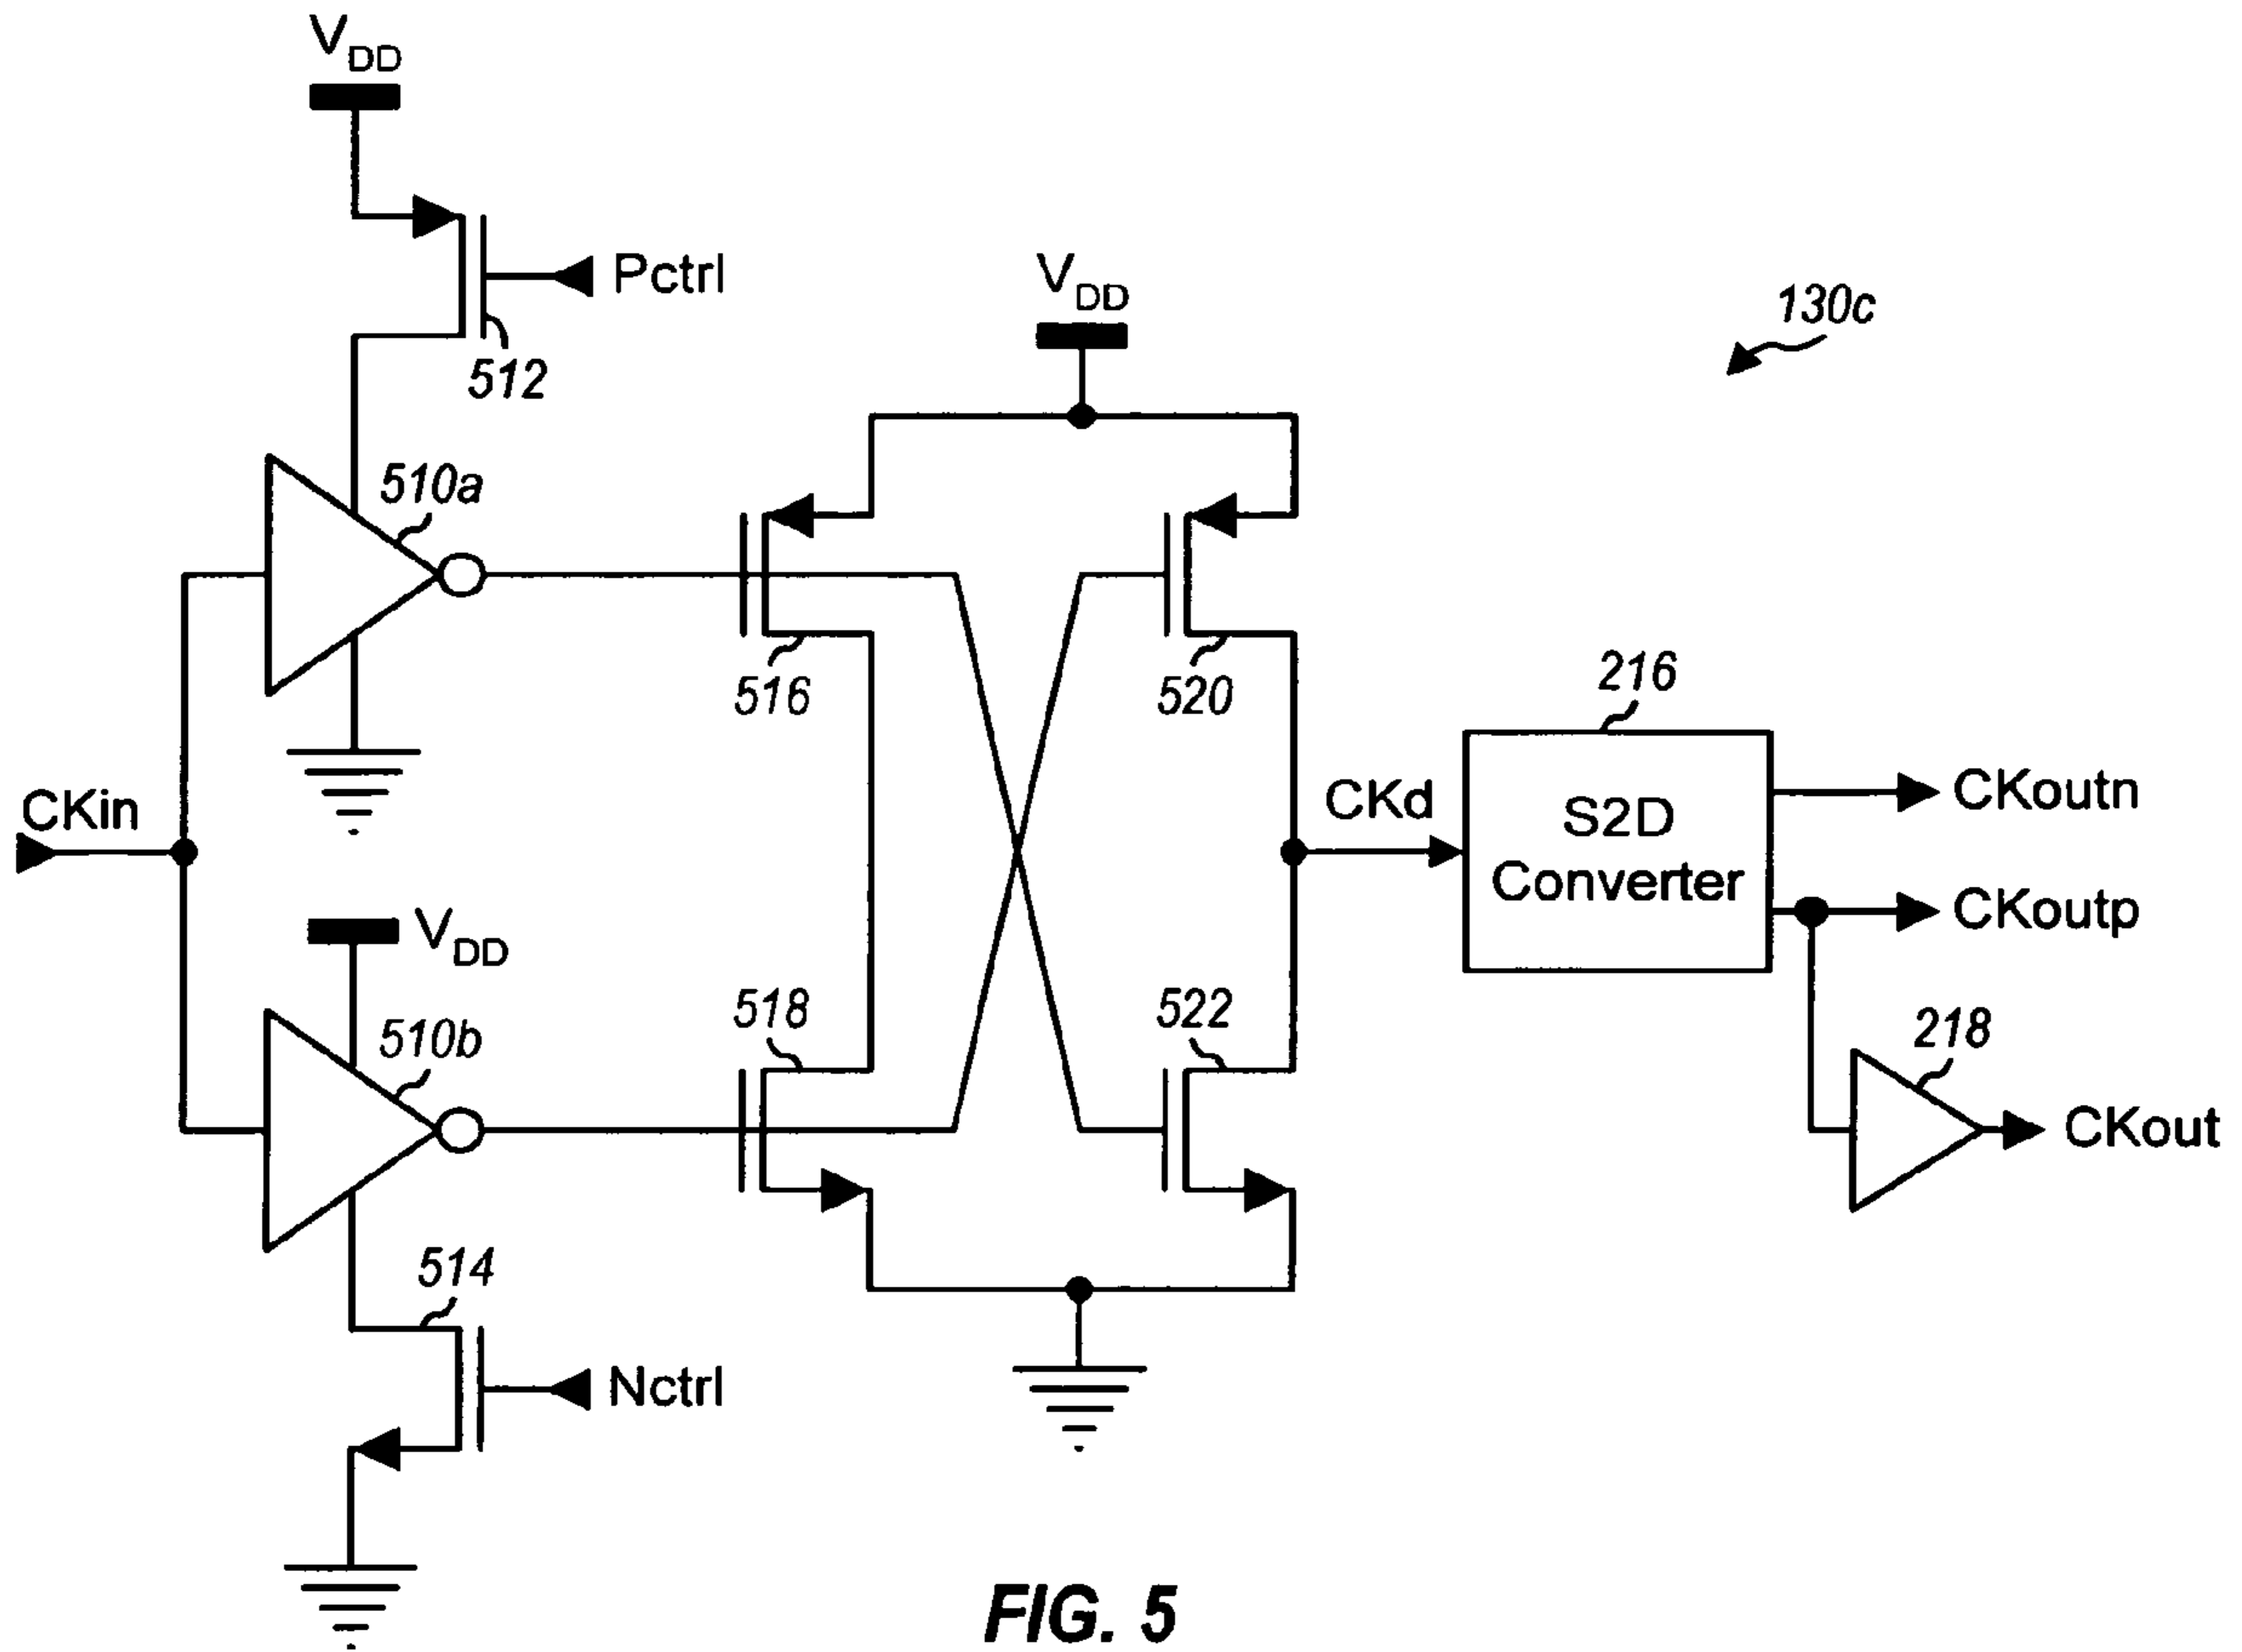 VDD
Pctrl
512
VDD
130c
510a
516
520
216
CKin
CKd
S2D
Converter
CKoutn
CKoutp
VDD
510b
518
522
218
CKout
514
Nctrl
FIG. 5